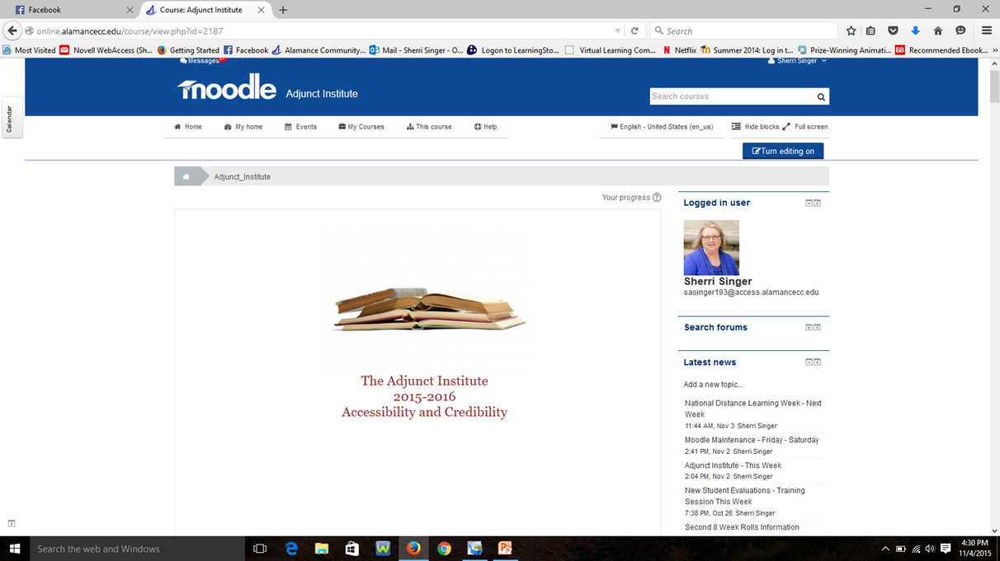 Facebook
Course: Adjunct Institute
online.alamancecc.edu/course/view.php?id=2187
Search
Most Visited
Novell WebAccess (Sh...
Getting Started
Facebook
Alamance Community...
Mail - Sherri Singer - O...
Logon to LearningSto...
Virtual Learning Com...
Netflix
Summer 2014: Log in t...
Prize-Winning Animati...
Recommended Ebook...
Messages
Sherri Singer
moodle
Adjunct Institute
Search courses
Calendar
Home
My home
Events
My Courses
This course
Help
English - United States (en_us)
Hide blocks
Full screen
Turn editing on
Adjunct_Institute
Your progress
The Adjunct Institute
2015-2016
Accessibility and Credibility
Logged in user
Sherri Singer
sasinger193@access.alamancecc.edu
Search forums
Latest news
Add a new topic...
National Distance Learning Week - Next
Week
11:44 AM, Nov 3 Sherri Singer
Moodle Maintenance - Friday - Saturday
2:41 PM, Nov 2 Sherri Singer
Adjunct Institute - This Week
2:04 PM, Nov 2 Sherri Singer
New Student Evaluations - Training
Session This Week
7:38 PM, Oct 26 Sherri Singer
Second 8 Week Rolls Information
Search the web and Windows
4:30 PM
11/4/2015